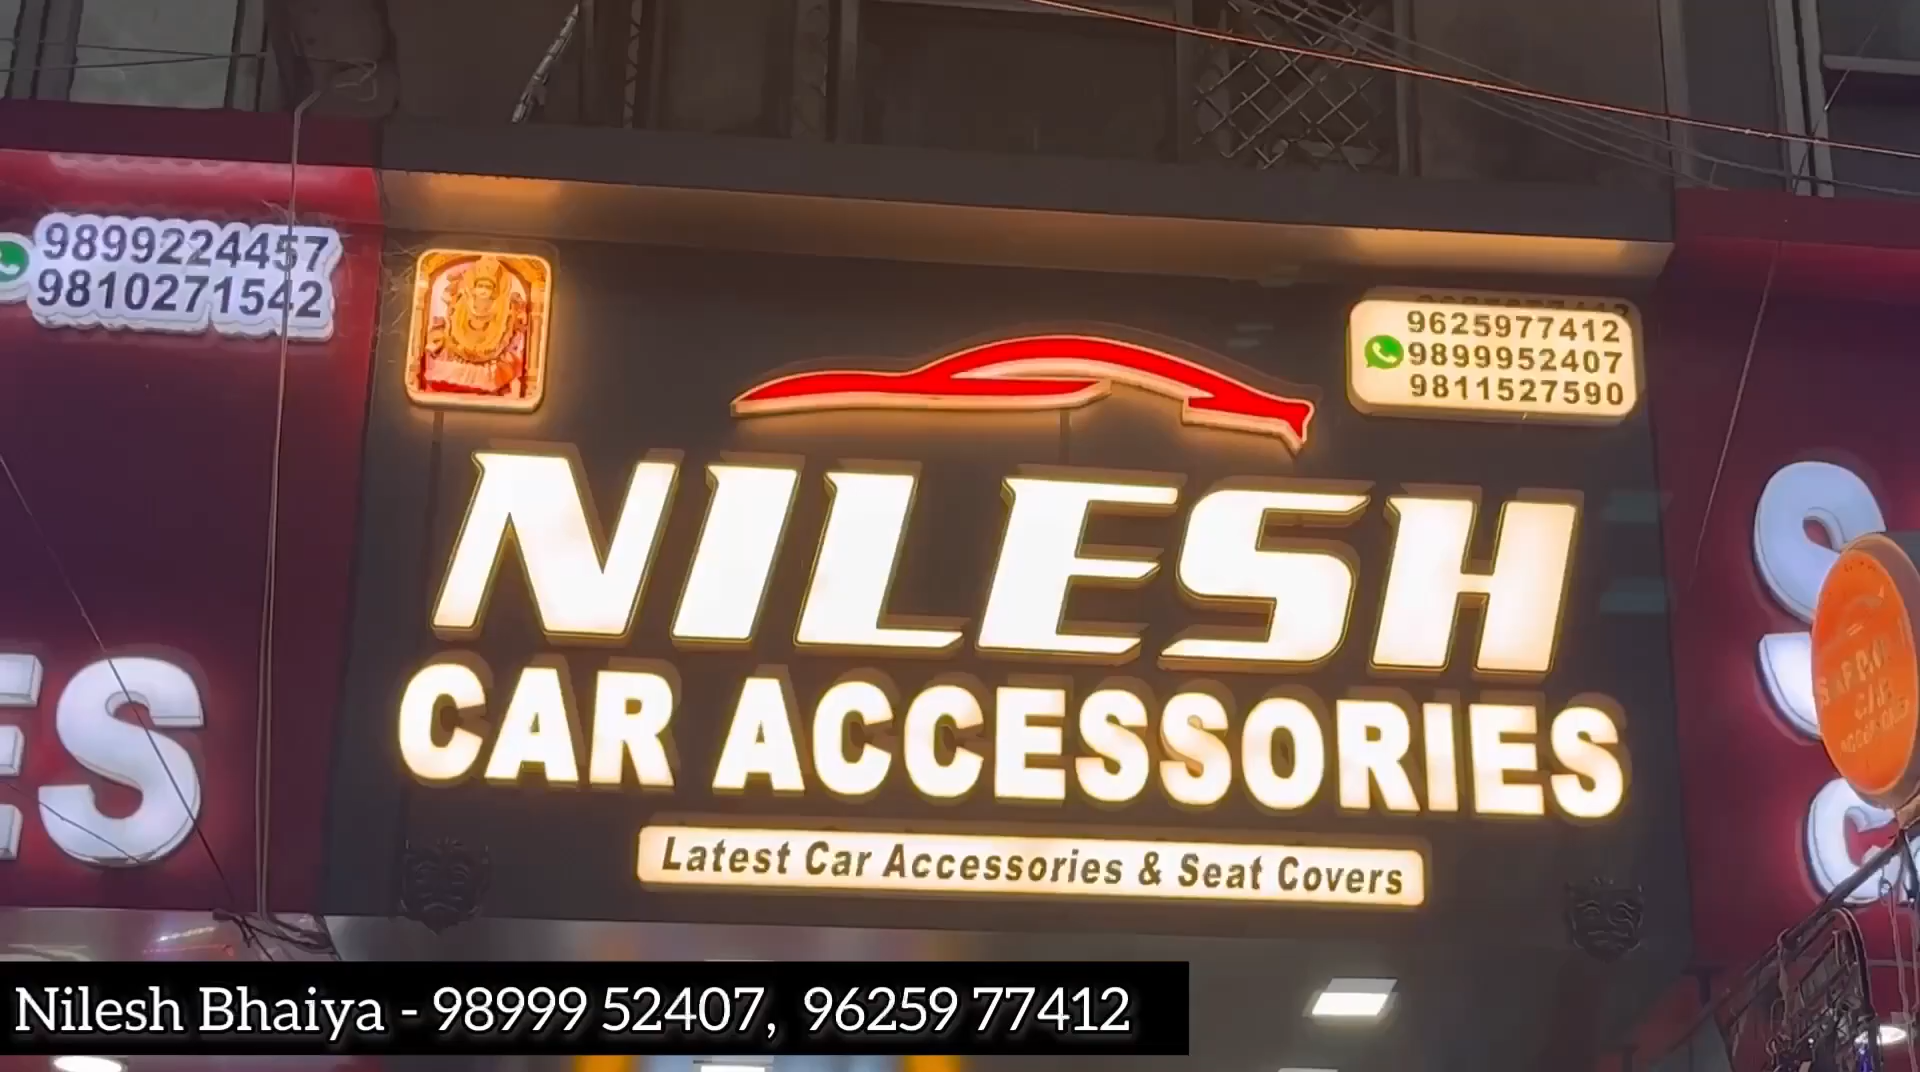 9899224457
9810271542
9625977412
9899952407
9811527590
NILESH
CAR ACCESSORIES
Latest Car Accessories & Seat Covers
ES
S
C
Nilesh Bhaiya - 98999 52407, 96259 77412